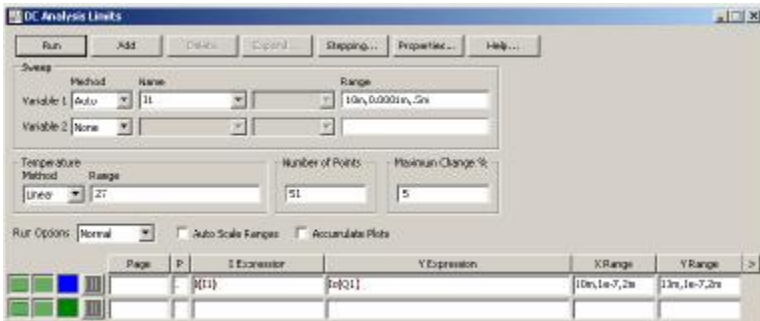 DC Analysis Limits
Run Add Delete Expand... Stepping... Properties... Help...
Sweep
Method Name Range
Variable 1 Auto I1 10m,0.0001m,.5m
Variable 2 None
Temperature Number of Points Maximum Change %
Method Range
Linear 27 51 5
Run Options Normal Auto Scale Ranges Accumulate Plots
Page P X Expression Y Expression X Range Y Range >
I(I1) 10m,1e-7,2m 13m,1e-7,2m